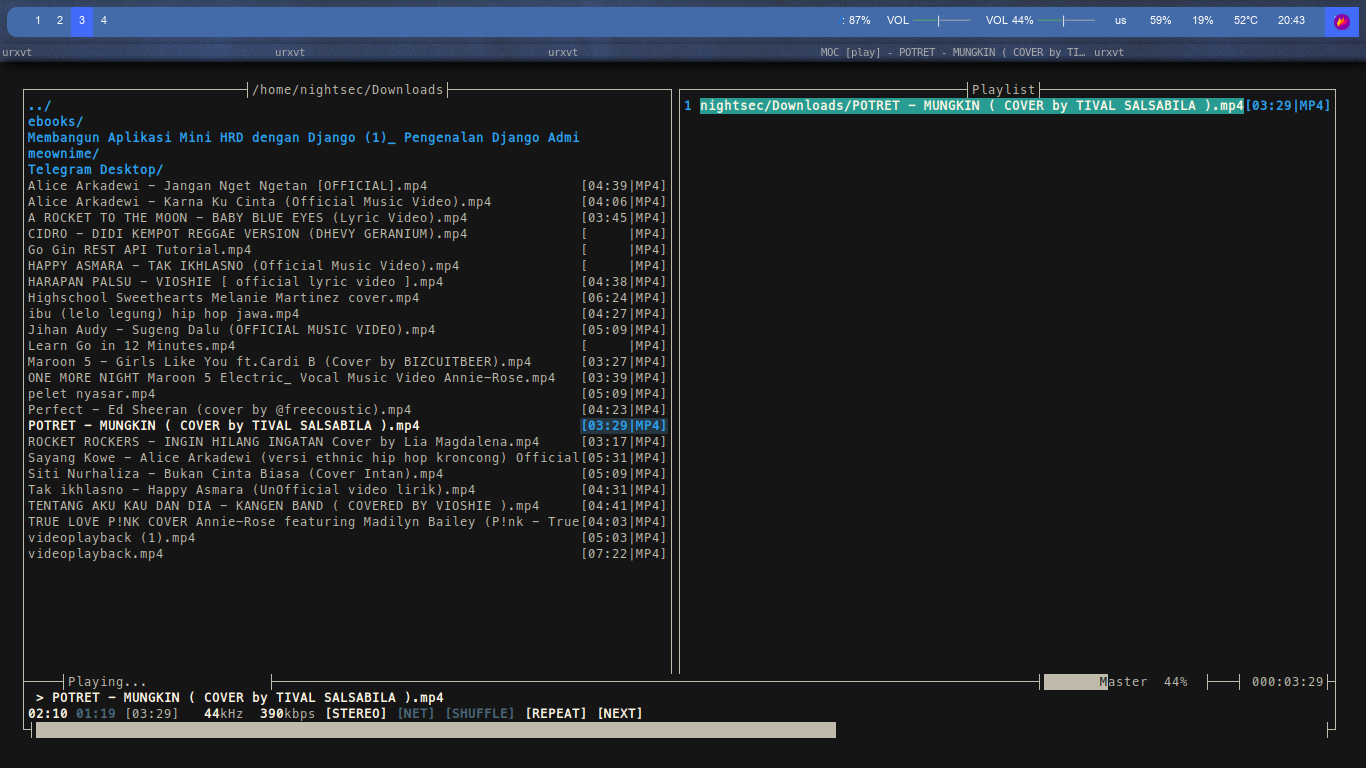 1 2 3 4 : 87% VOL VOL 44% us 59% 19% 52°C 20:43
urxvt urxvt urxvt MOC [play] - POTRET - MUNGKIN ( COVER by TI… urxvt
/home/nightsec/Downloads Playlist
../ 1 nightsec/Downloads/POTRET - MUNGKIN ( COVER by TIVAL SALSABILA ).mp4[03:29|MP4]
ebooks/
Membangun Aplikasi Mini HRD dengan Django (1)_ Pengenalan Django Admi
meownime/
Telegram Desktop/
Alice Arkadewi - Jangan Nget Ngetan [OFFICIAL].mp4 [04:39|MP4]
Alice Arkadewi - Karna Ku Cinta (Official Music Video).mp4 [04:06|MP4]
A ROCKET TO THE MOON - BABY BLUE EYES (Lyric Video).mp4 [03:45|MP4]
CIDRO - DIDI KEMPOT REGGAE VERSION (DHEVY GERANIUM).mp4 [ |MP4]
Go Gin REST API Tutorial.mp4 [ |MP4]
HAPPY ASMARA - TAK IKHLASNO (Official Music Video).mp4 [ |MP4]
HARAPAN PALSU - VIOSHIE [ official lyric video ].mp4 [04:38|MP4]
Highschool Sweethearts Melanie Martinez cover.mp4 [06:24|MP4]
ibu (lelo legung) hip hop jawa.mp4 [04:27|MP4]
Jihan Audy - Sugeng Dalu (OFFICIAL MUSIC VIDEO).mp4 [05:09|MP4]
Learn Go in 12 Minutes.mp4 [ |MP4]
Maroon 5 - Girls Like You ft.Cardi B (Cover by BIZCUITBEER).mp4 [03:27|MP4]
ONE MORE NIGHT Maroon 5 Electric_ Vocal Music Video Annie-Rose.mp4 [03:39|MP4]
pelet nyasar.mp4 [05:09|MP4]
Perfect - Ed Sheeran (cover by @freecoustic).mp4 [04:23|MP4]
POTRET - MUNGKIN ( COVER by TIVAL SALSABILA ).mp4 [03:29|MP4]
ROCKET ROCKERS - INGIN HILANG INGATAN Cover by Lia Magdalena.mp4 [03:17|MP4]
Sayang Kowe - Alice Arkadewi (versi ethnic hip hop kroncong) Official[05:31|MP4]
Siti Nurhaliza - Bukan Cinta Biasa (Cover Intan).mp4 [05:09|MP4]
Tak ikhlasno - Happy Asmara (UnOfficial video lirik).mp4 [04:31|MP4]
TENTANG AKU KAU DAN DIA - KANGEN BAND ( COVERED BY VIOSHIE ).mp4 [04:41|MP4]
TRUE LOVE P!NK COVER Annie-Rose featuring Madilyn Bailey (P!nk - True[04:03|MP4]
videoplayback (1).mp4 [05:03|MP4]
videoplayback.mp4 [07:22|MP4]
Playing... Master 44% 000:03:29
> POTRET - MUNGKIN ( COVER by TIVAL SALSABILA ).mp4
02:10 01:19 [03:29] 44kHz 390kbps [STEREO] [NET] [SHUFFLE] [REPEAT] [NEXT]